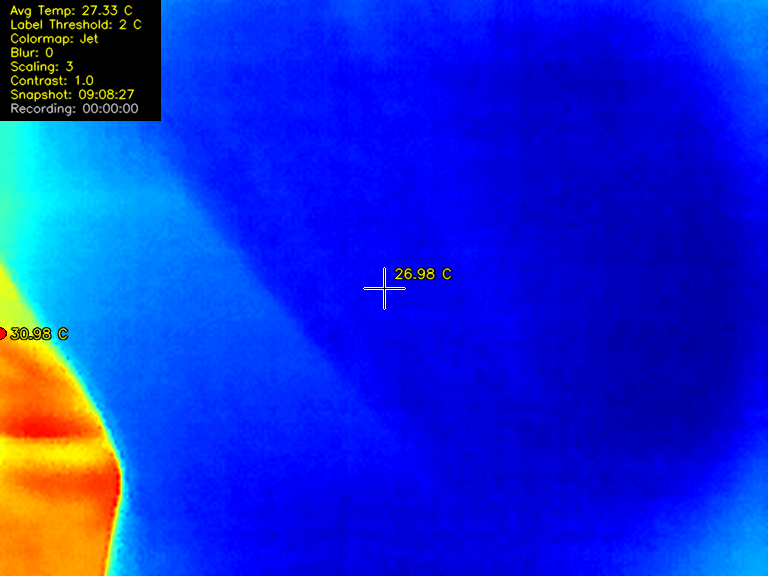 Avg Temp: 27.33 C
Label Threshold: 2 C
Colormap: Jet
Blur: 0
Scaling: 3
Contrast: 1.0
Snapshot: 09:08:27
Recording: 00:00:00
26.98 C
30.98 C